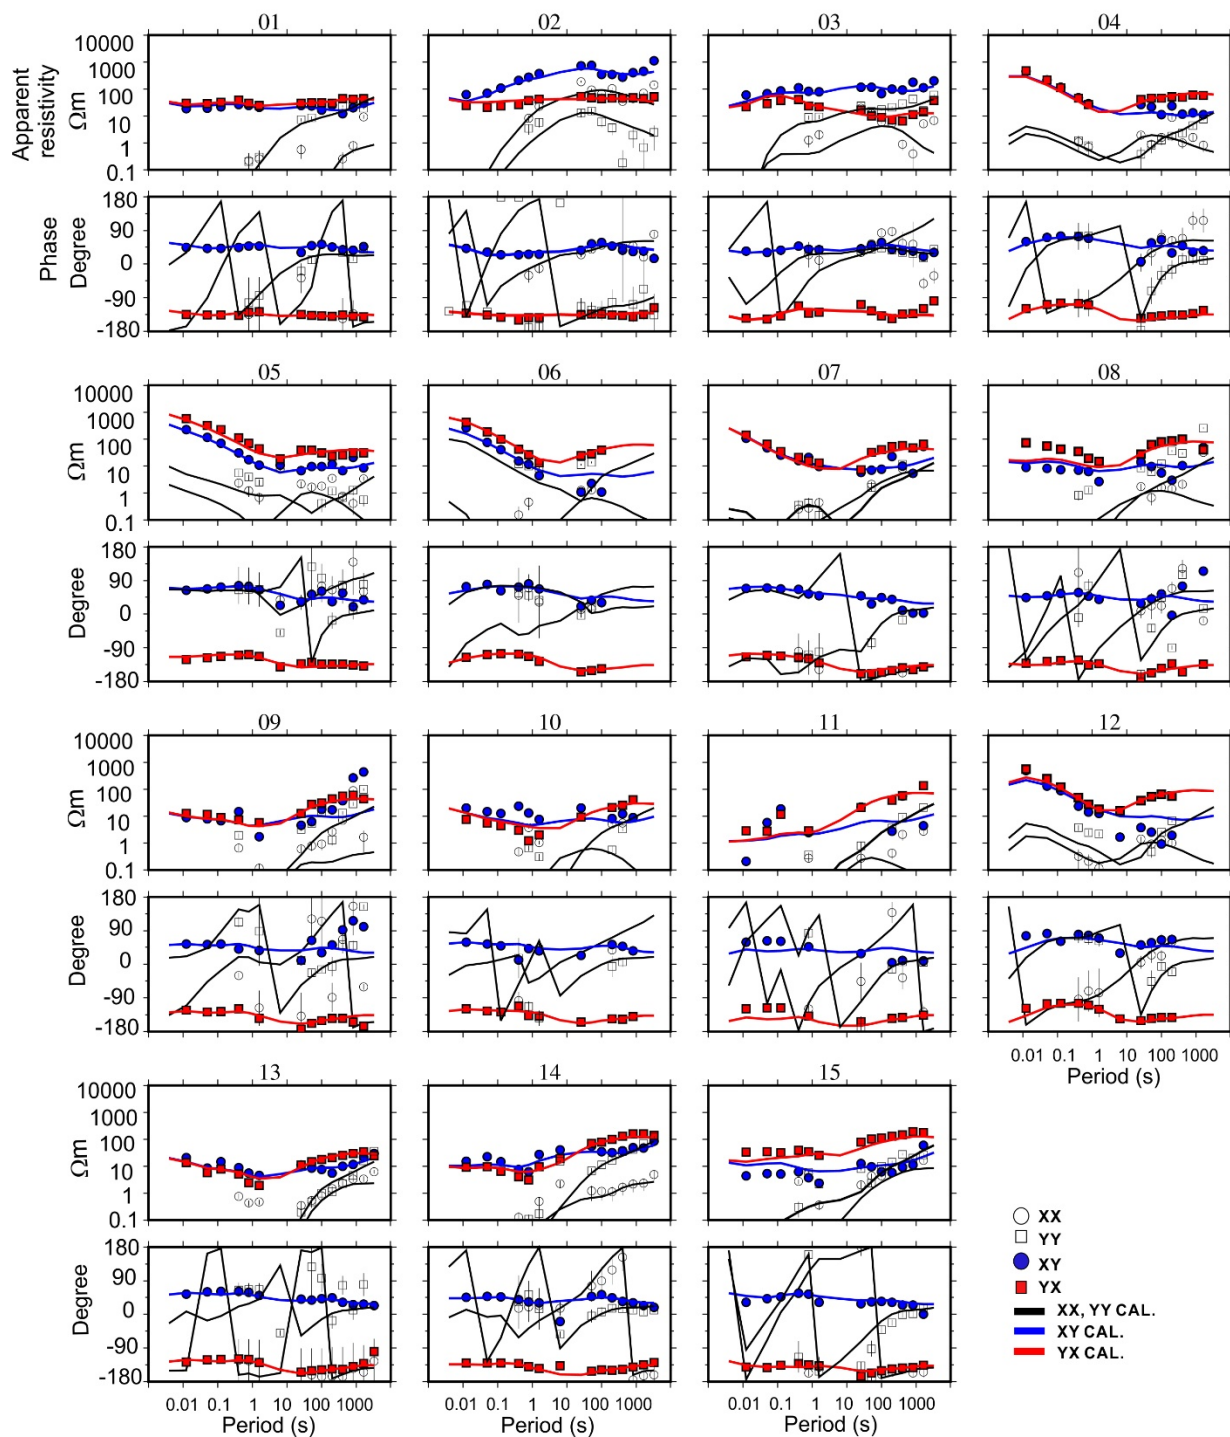 01 02 03 04
Apparent resistivity Ωm
10000
1000
100
10
1
0.1
Phase Degree
180
90
0
-90
-180
05 06 07 08
Ωm
10000
1000
100
10
1
0.1
Degree
180
90
0
-90
-180
09 10 11 12
Ωm
10000
1000
100
10
1
0.1
Degree
180
90
0
-90
-180
0.01 0.1 1 10 100 1000
Period (s)
13 14 15
Ωm
10000
1000
100
10
1
0.1
Degree
180
90
0
-90
-180
0.01 0.1 1 10 100 1000 0.01 0.1 1 10 100 1000 0.01 0.1 1 10 100 1000
Period (s) Period (s) Period (s)
XX
YY
XY
YX
XX, YY CAL.
XY CAL.
YX CAL.